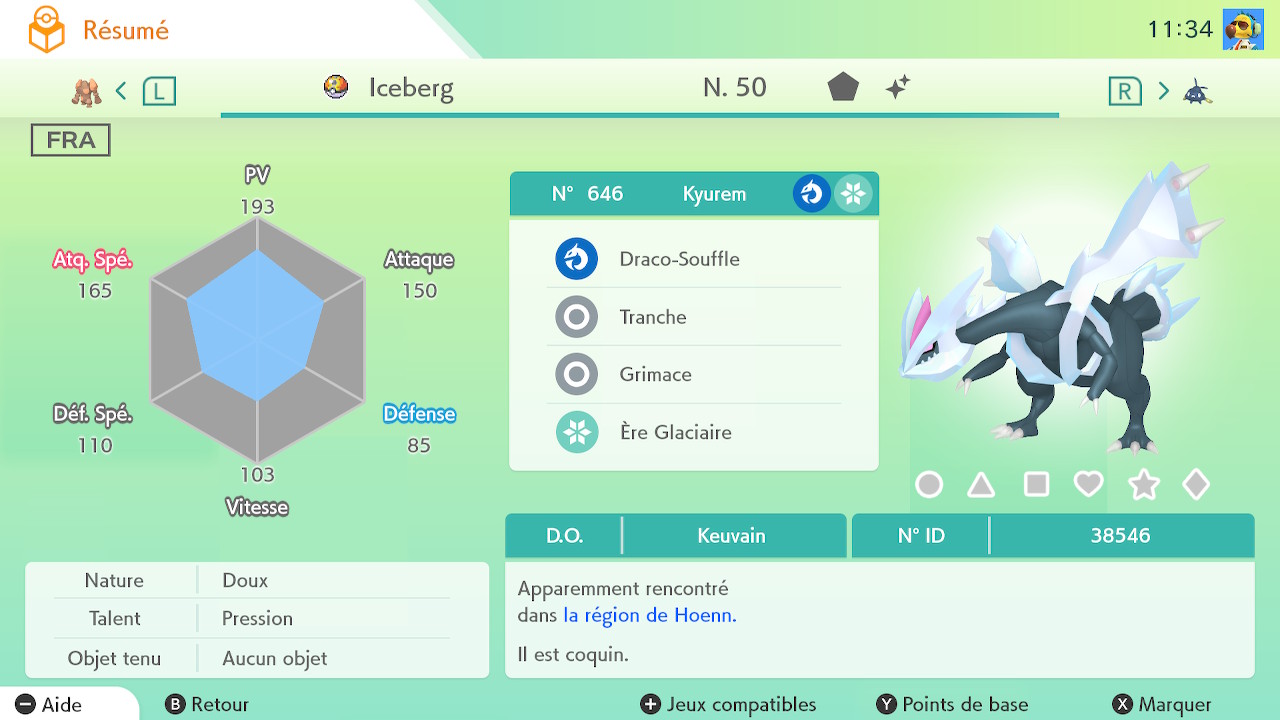 Résumé
11:34
L
Iceberg
N. 50
R
FRA
PV
193
Atq. Spé.
165
Attaque
150
Déf. Spé.
110
Défense
85
103
Vitesse
N° 646 Kyurem
Draco-Souffle
Tranche
Grimace
Ère Glaciaire
D.O. Keuvain
N° ID 38546
Nature Doux
Talent Pression
Objet tenu Aucun objet
Apparemment rencontré
dans la région de Hoenn.
Il est coquin.
Aide
B Retour
Jeux compatibles
Y Points de base
X Marquer